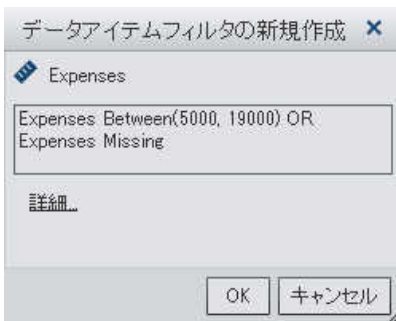 データアイテムフィルタの新規作成
Expenses
Expenses Between(5000, 19000) OR
Expenses Missing
詳細...
OK キャンセル